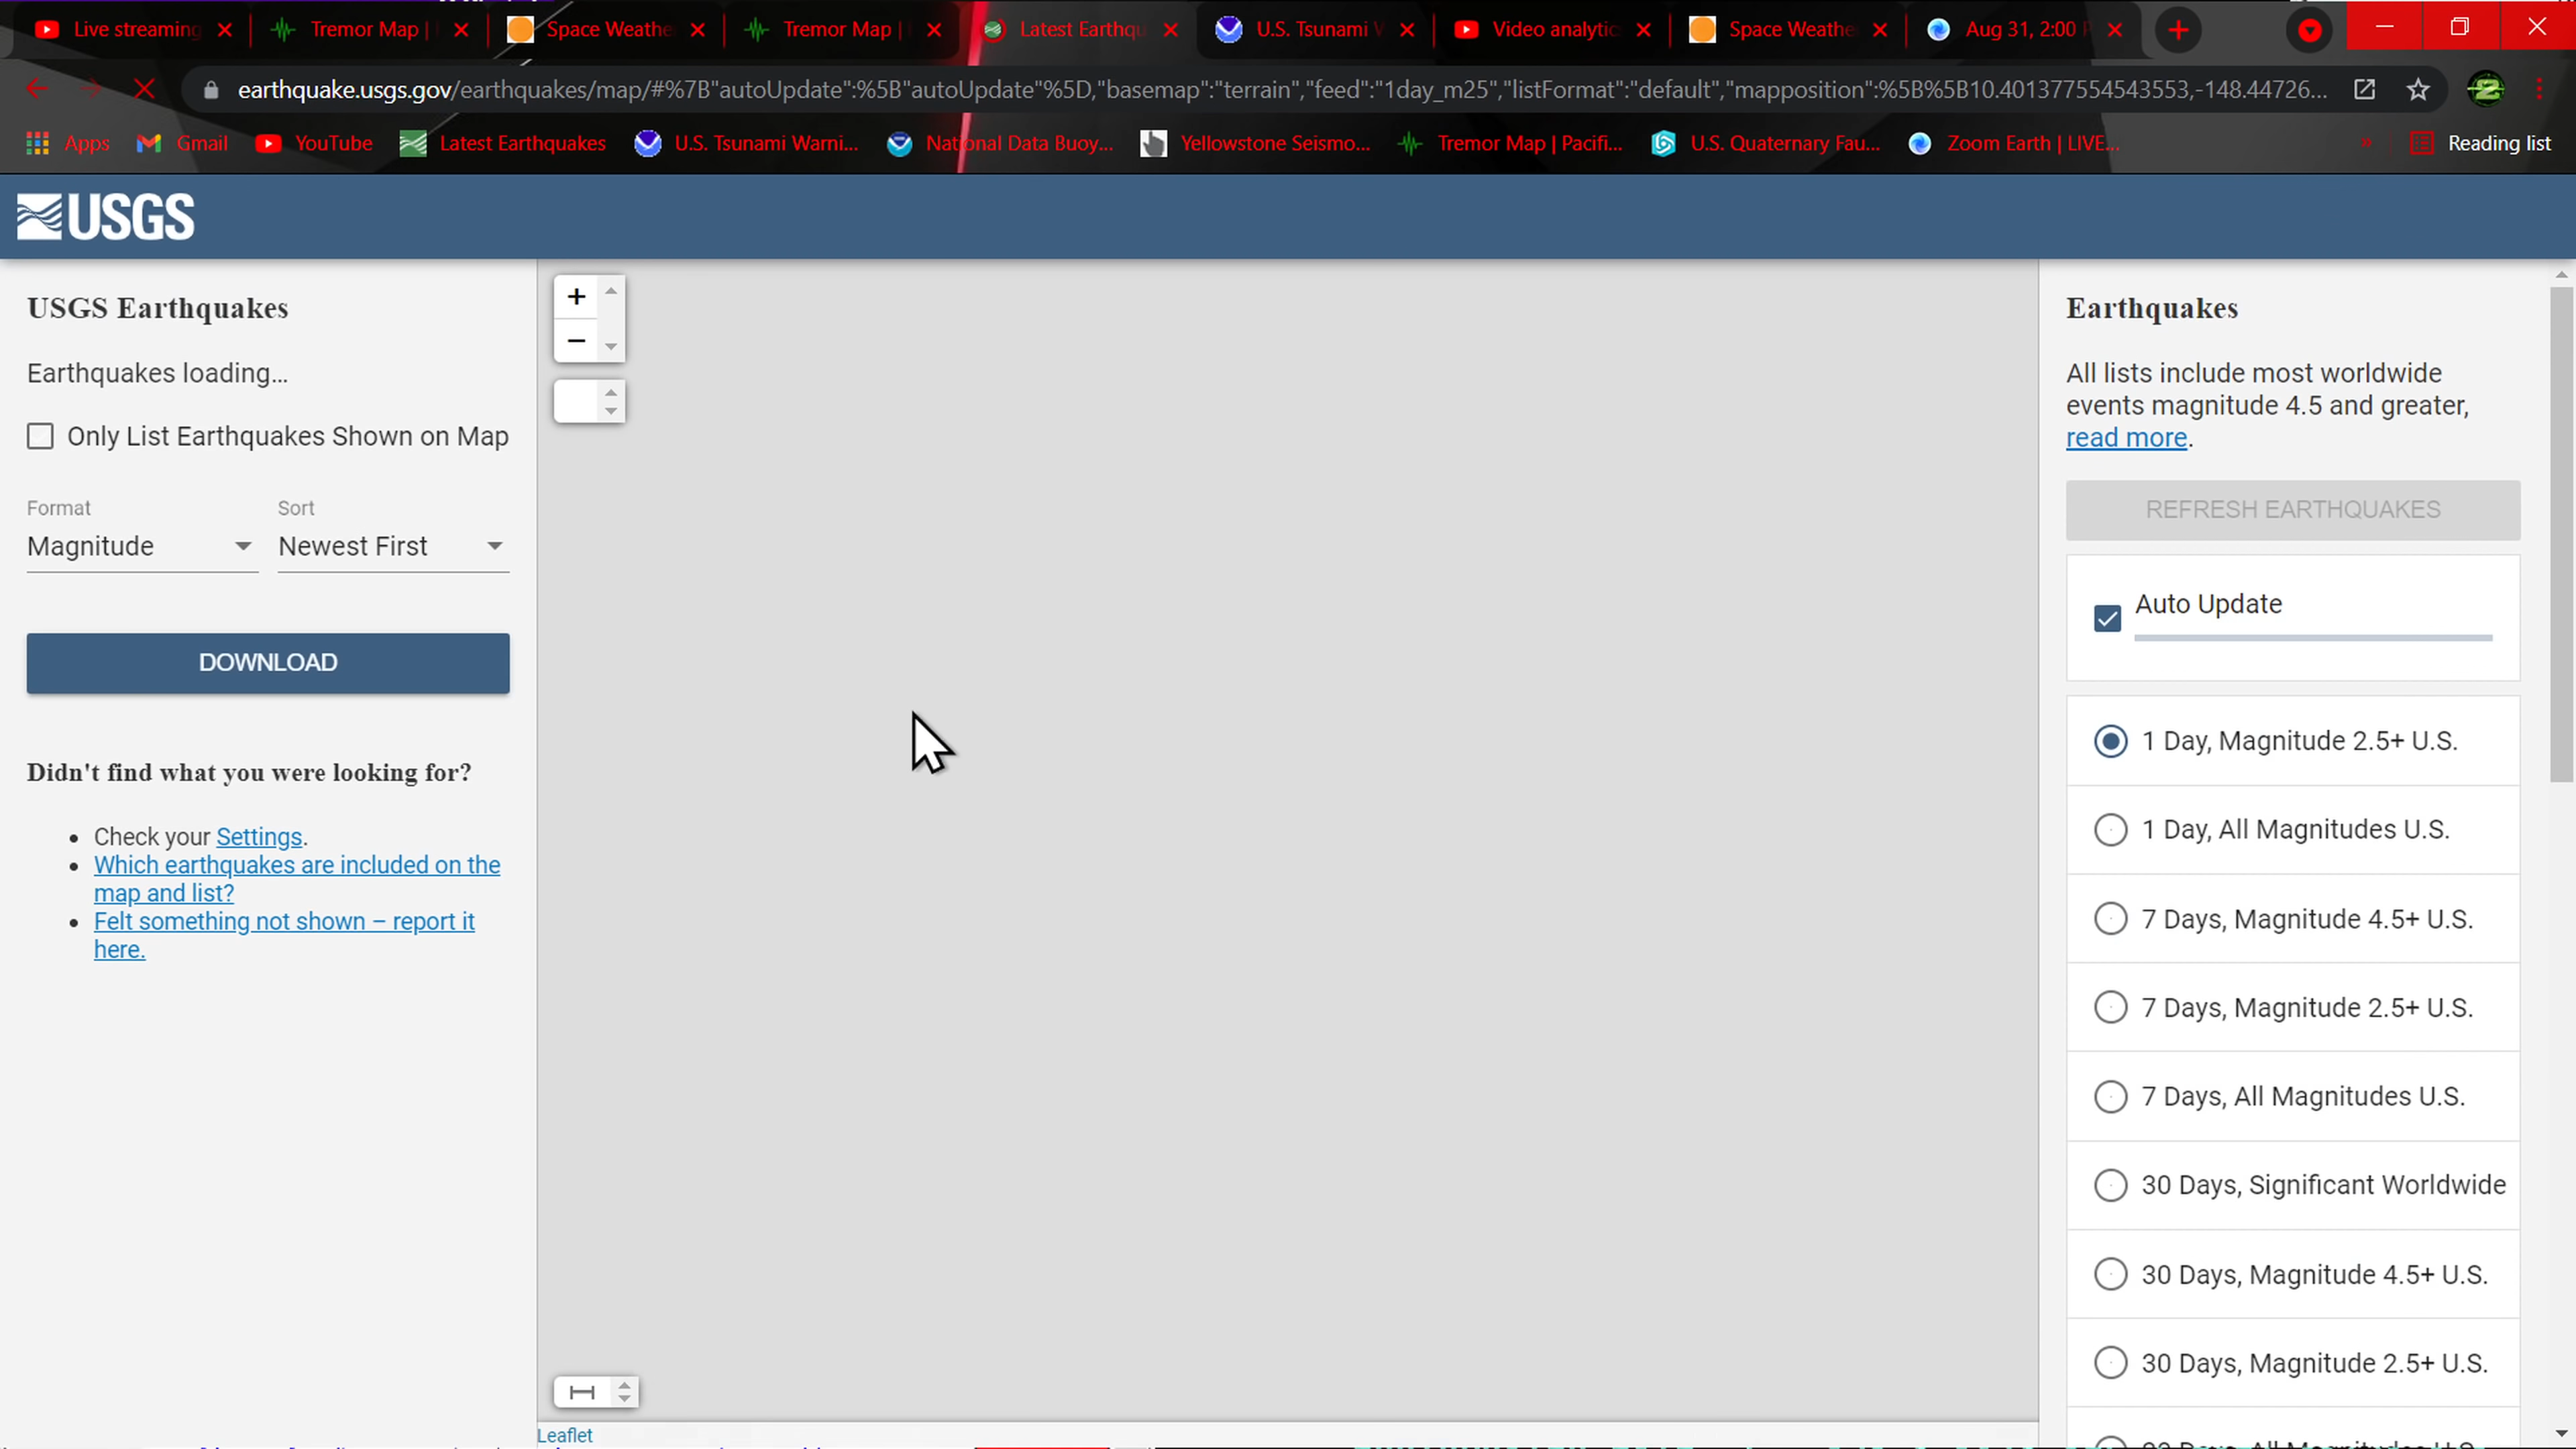 Live streaming
Tremor Map |
Space Weathe
Tremor Map |
Latest Earthqu
U.S. Tsunami
Video analytic
Space Weathe
Aug 31, 2:00
earthquake.usgs.gov/earthquakes/map/#%7B"autoUpdate":%5B"autoUpdate"%5D,"basemap":"terrain","feed":"1day_m25","listFormat":"default","mapposition":%5B%5B10.401377554543553,-148.44726...
Apps
Gmail
YouTube
Latest Earthquakes
U.S. Tsunami Warni...
National Data Buoy...
Yellowstone Seismo...
Tremor Map | Pacifi...
U.S. Quaternary Fau...
Zoom Earth | LIVE...
»
Reading list
USGS
USGS Earthquakes
Earthquakes loading...
Only List Earthquakes Shown on Map
Format
Magnitude
Sort
Newest First
DOWNLOAD
Didn't find what you were looking for?
• Check your Settings.
• Which earthquakes are included on the
map and list?
• Felt something not shown – report it
here.
+
−
Leaflet
Earthquakes
All lists include most worldwide
events magnitude 4.5 and greater,
read more.
REFRESH EARTHQUAKES
Auto Update
1 Day, Magnitude 2.5+ U.S.
1 Day, All Magnitudes U.S.
7 Days, Magnitude 4.5+ U.S.
7 Days, Magnitude 2.5+ U.S.
7 Days, All Magnitudes U.S.
30 Days, Significant Worldwide
30 Days, Magnitude 4.5+ U.S.
30 Days, Magnitude 2.5+ U.S.